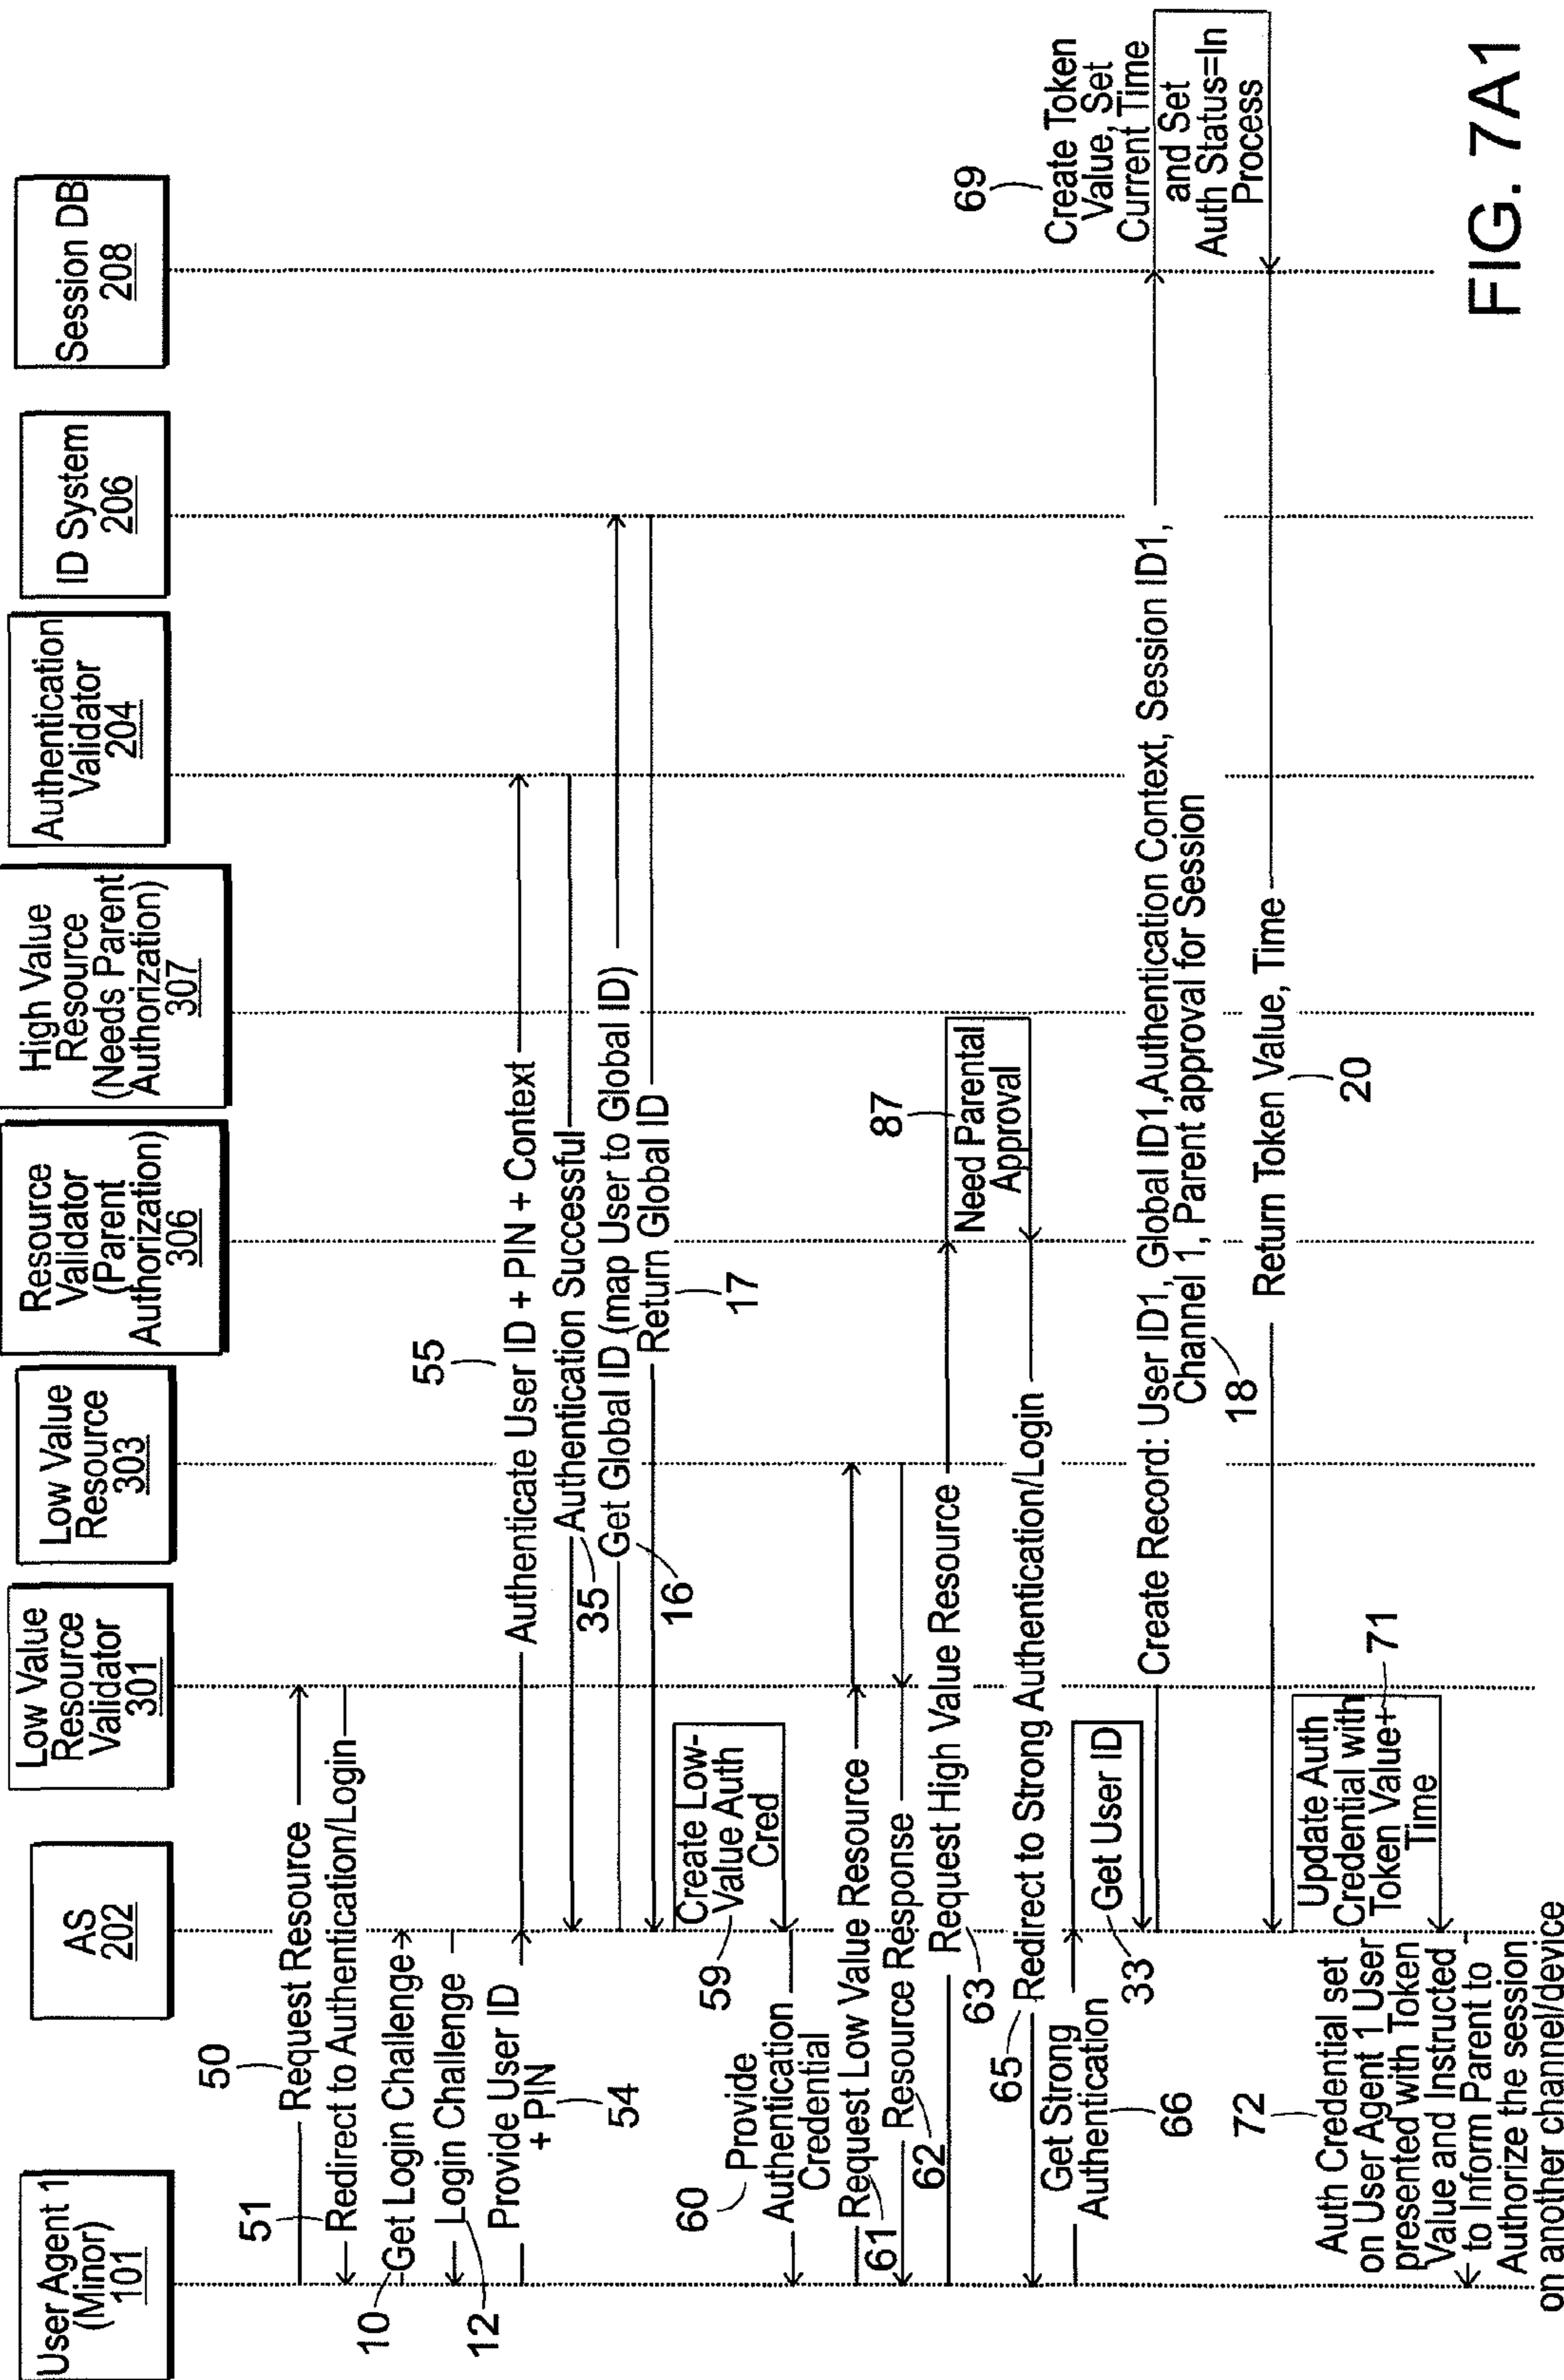 User Agent 1
(Minor)
101
AS
202
Low Value
Resource
Validator
301
Low Value
Resource
303
Resource
Validator
(Parent
Authorization)
306
High Value
Resource
(Needs Parent
Authorization)
307
Authentication
Validator
204
ID System
206
Session DB
208
50
Request Resource
51
Redirect to Authentication/Login
10
Get Login Challenge
12
Login Challenge
Provide User ID
+ PIN
54
55
Authenticate User ID + PIN + Context
35
Authentication Successful
Get Global ID (map User to Global ID)
16
Return Global ID
17
Create Low-
Value Auth
Cred
59
60
Provide
Authentication
Credential
Request Low Value Resource
61
Resource Response
62
Request High Value Resource
63
87
Need Parental
Approval
65
Redirect to Strong Authentication/Login
Get Strong
Authentication
66
Get User ID
33
Create Record: User ID1, Global ID1,Authentication Context, Session ID1,
Channel 1, Parent approval for Session
18
69
Create Token
Value, Set
Current Time
and Set
Auth Status=In
Process
Return Token Value, Time
20
Update Auth
Credential with
Token Value+
Time
71
72
Auth Credential set
on User Agent 1 User
presented with Token
Value and Instructed
to Inform Parent to
Authorize the session
on another channel/device
FIG. 7A1